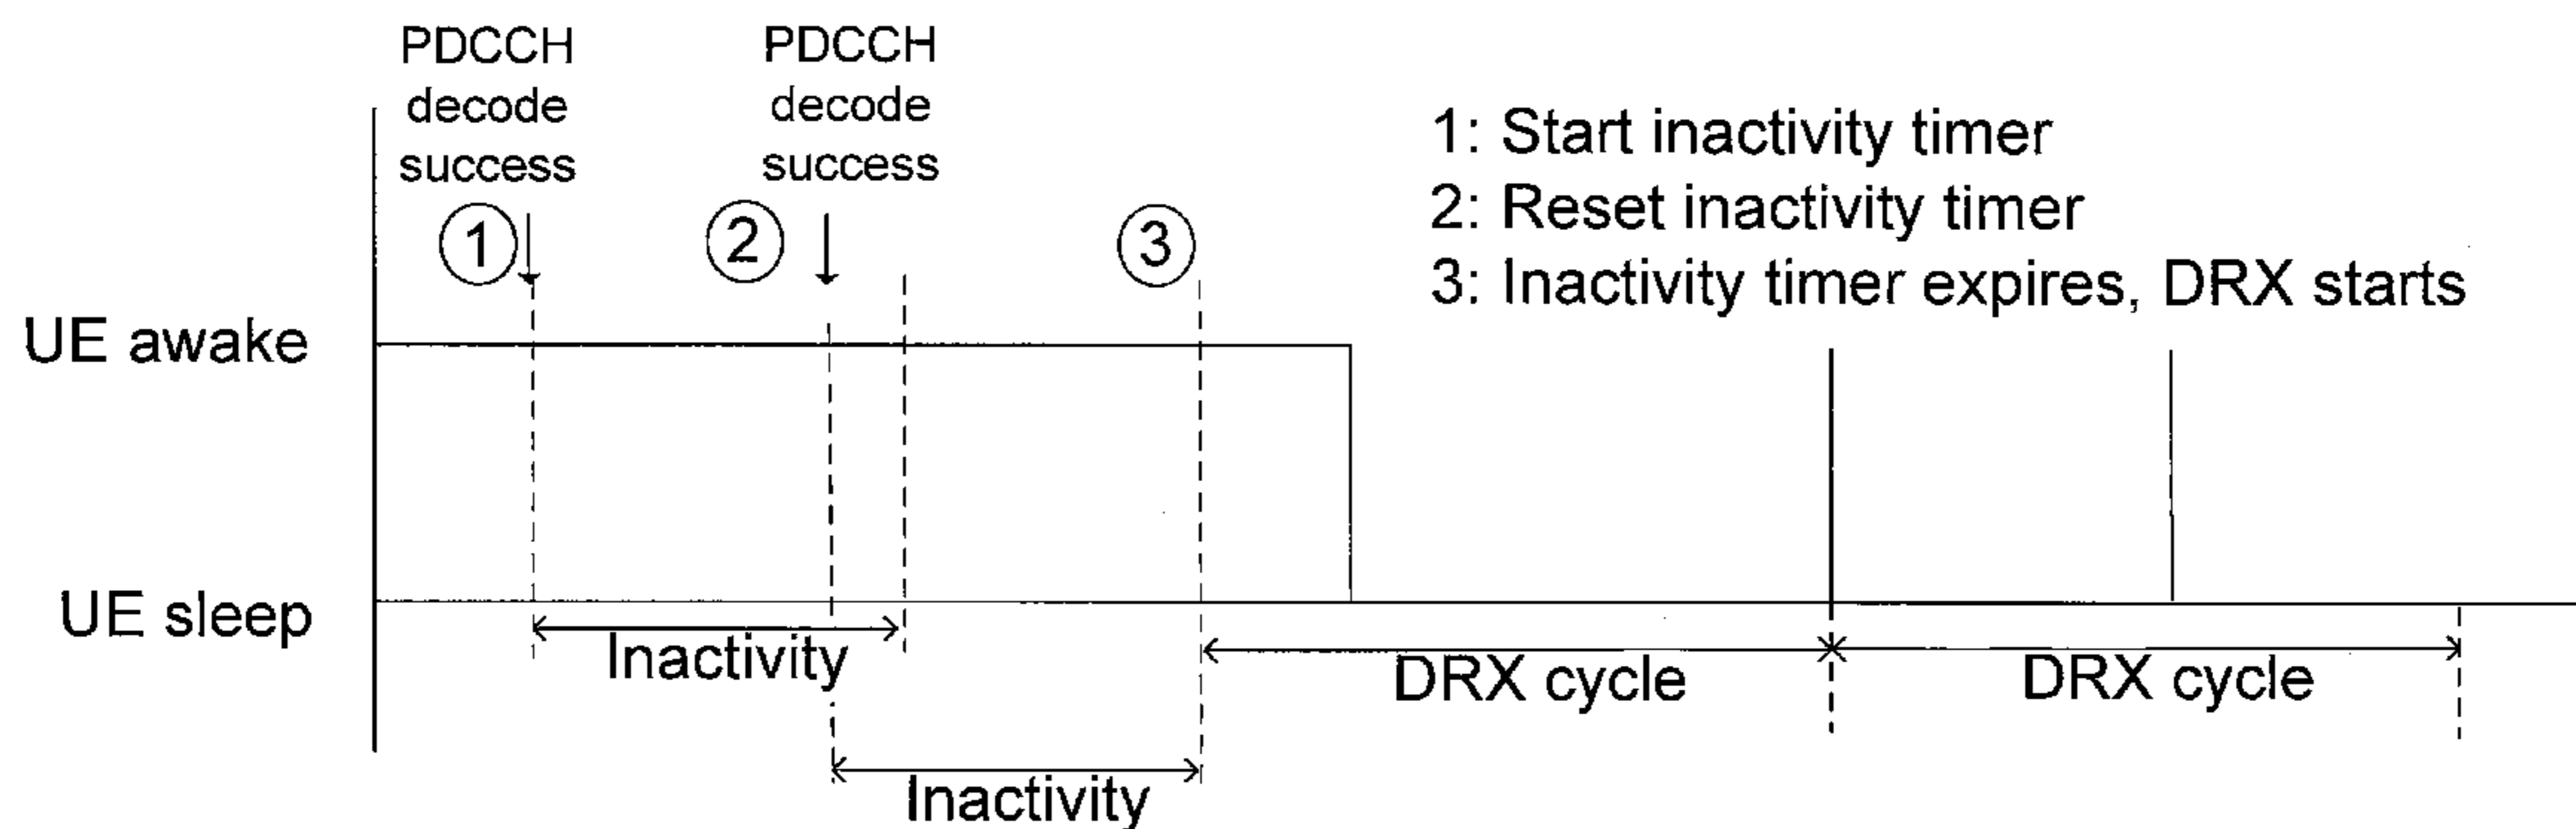 PDCCH
decode
success
PDCCH
decode
success
1
2
3
1: Start inactivity timer
2: Reset inactivity timer
3: Inactivity timer expires, DRX starts
UE awake
UE sleep
Inactivity
DRX cycle
DRX cycle
Inactivity